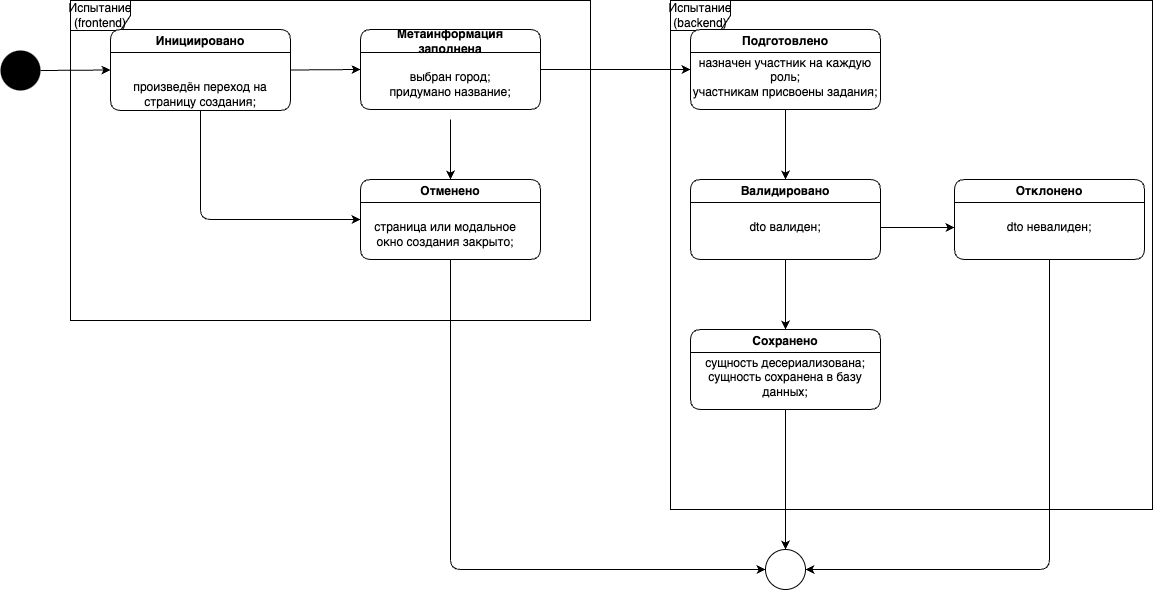 Испытание
(frontend)
Инициировано
произведён переход на
страницу создания;
Метаинформация
заполнена
выбран город;
придумано название;
Отменено
страница или модальное
окно создания закрыто;
Испытание
(backend)
Подготовлено
назначен участник на каждую
роль;
участникам присвоены задания;
Валидировано
dto валиден;
Отклонено
dto невалиден;
Сохранено
сущность десериализована;
сущность сохранена в базу
данных;